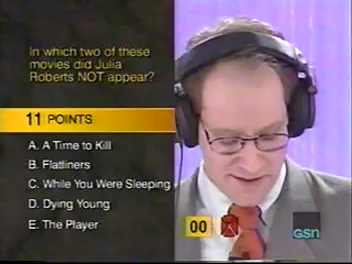 In which two of these
movies did Julia
Roberts NOT appear?
11 POINTS
A. A Time to Kill
B. Flatliners
C. While You Were Sleeping
D. Dying Young
E. The Player
00
GSN